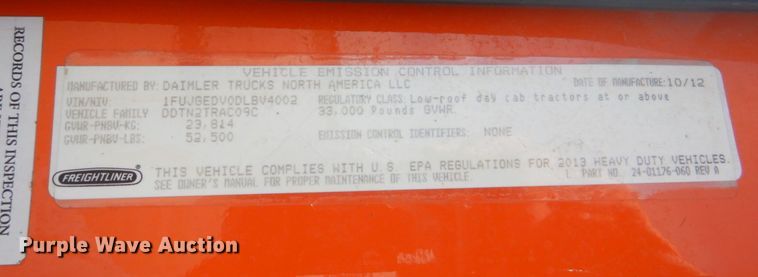 RECORDS OF THIS INSPECTION
VEHICLE EMISSION CONTROL INFORMATION
MANUFACTURED BY: DAIMLER TRUCKS NORTH AMERICA LLC DATE OF MANUFACTURE: 10/12
VIN/NIV: 1FUJGEDV0DLBV4002 REGULATORY CLASS: Low-roof day cab tractors at or above
VEHICLE FAMILY DDTN2TRAC09C 33,000 Pounds GVWR.
GVWR-PNBV-KG: 23,814
GVWR-PNBV-LBS: 52,500 EMISSION CONTROL IDENTIFIERS: NONE
THIS VEHICLE COMPLIES WITH U.S. EPA REGULATIONS FOR 2013 HEAVY DUTY VEHICLES.
FREIGHTLINER
SEE OWNER'S MANUAL FOR PROPER MAINTENANCE OF THIS VEHICLE. PART NO. 24-01176-060 REV A
Purple Wave Auction